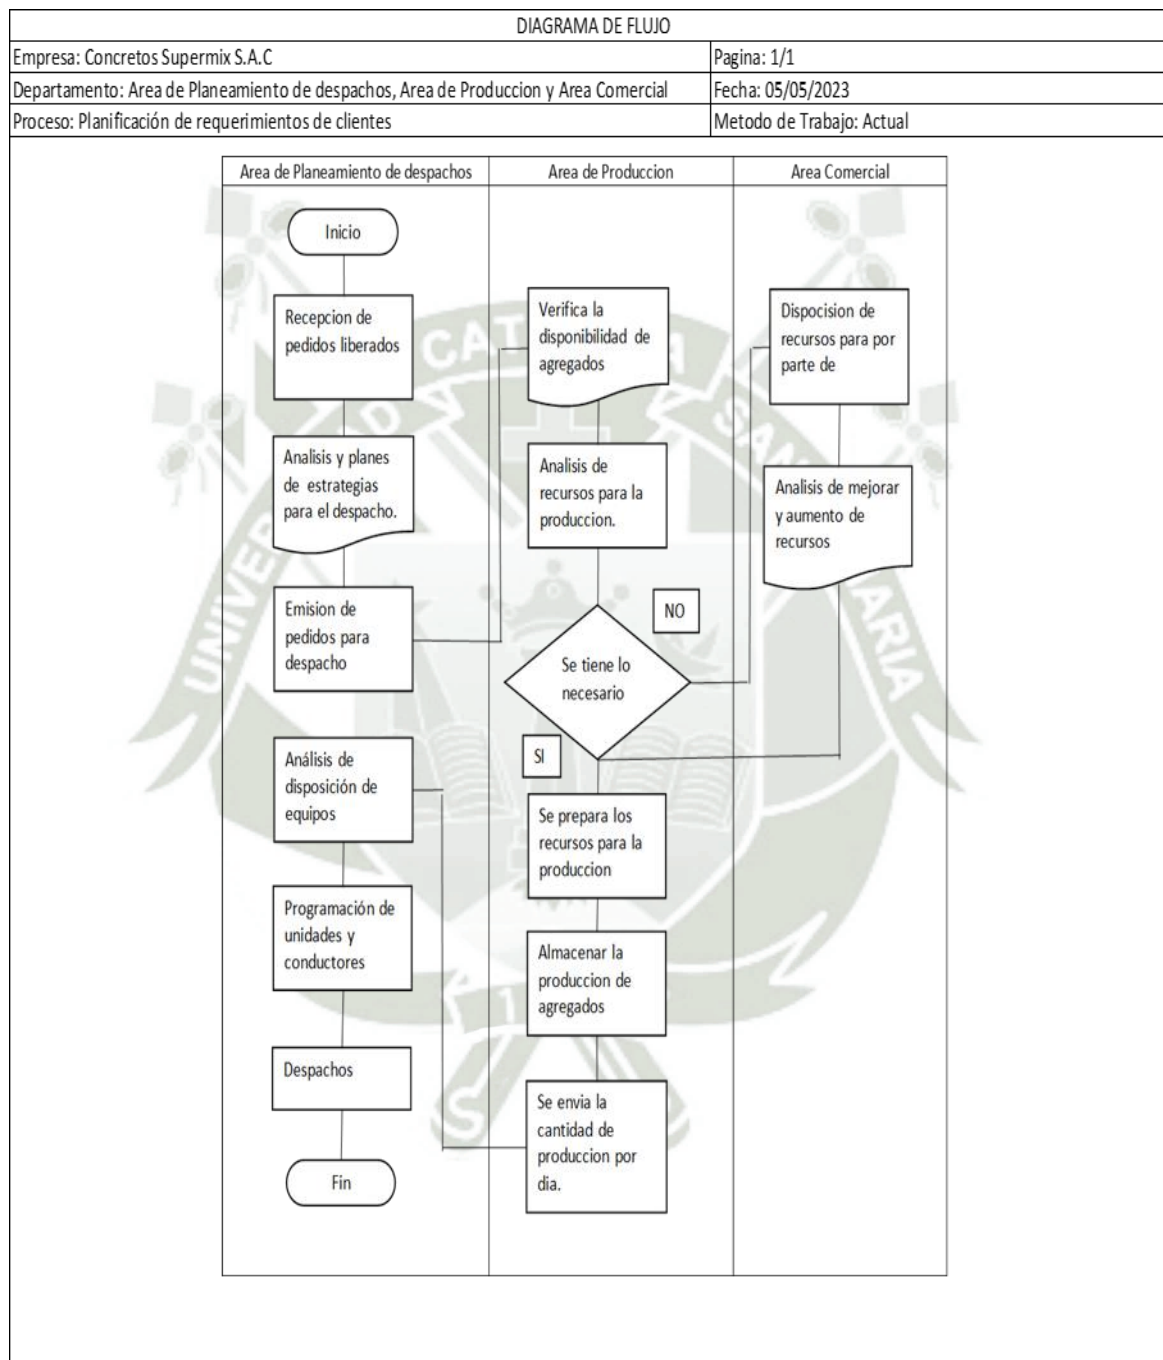 DIAGRAMA DE FLUJO
Empresa: Concretos Supermix S.A.C
Pagina: 1/1
Departamento: Area de Planeamiento de despachos, Area de Produccion y Area Comercial
Fecha: 05/05/2023
Proceso: Planificación de requerimientos de clientes
Metodo de Trabajo: Actual
Area de Planeamiento de despachos
Area de Produccion
Area Comercial
Inicio
Recepcion de
pedidos liberados
Analisis y planes
de estrategias
para el despacho.
Emision de
pedidos para
despacho
Verifica la
disponibilidad de
agregados
Analisis de
recursos para la
produccion.
Se tiene lo
necesario
NO
Dispocision de
recursos para por
parte de
Analisis de mejorar
y aumento de
recursos
SI
Se prepara los
recursos para la
produccion
Almacenar la
produccion de
agregados
Se envia la
cantidad de
produccion por
dia.
Análisis de
disposición de
equipos
Programación de
unidades y
conductores
Despachos
Fin